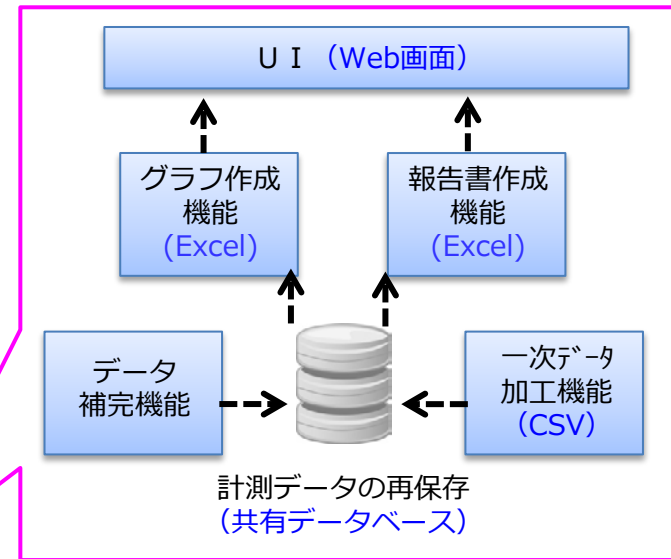 ＵＩ（Web画面）
グラフ作成
機能
(Excel)
報告書作成
機能
(Excel)
データ
補完機能
一次ﾃﾞｰﾀ
加工機能
（CSV）
計測データの再保存
（共有データベース）